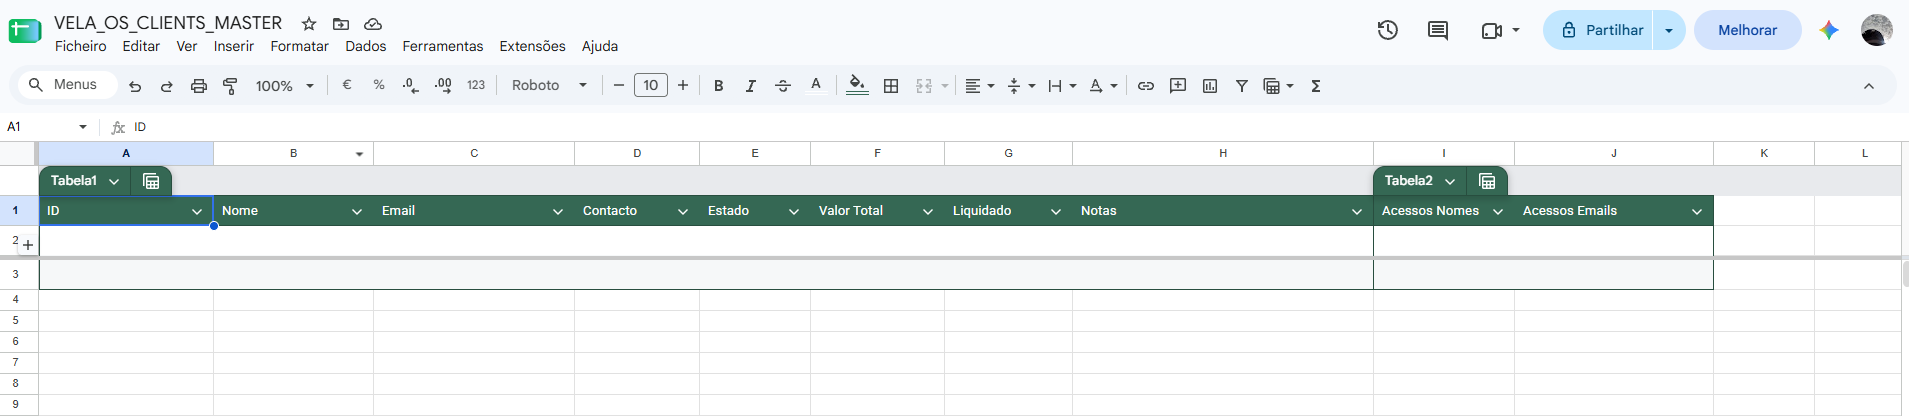 VELA_OS_CLIENTS_MASTER
Ficheiro Editar Ver Inserir Formatar Dados Ferramentas Extensões Ajuda
Partilhar
Melhorar
Menus 100% € % .0 .00 123 Roboto 10 B I S A A Σ
A1 fx ID
A B C D E F G H I J K L
Tabela1 Tabela2
1 ID Nome Email Contacto Estado Valor Total Liquidado Notas Acessos Nomes Acessos Emails
2
3
4
5
6
7
8
9